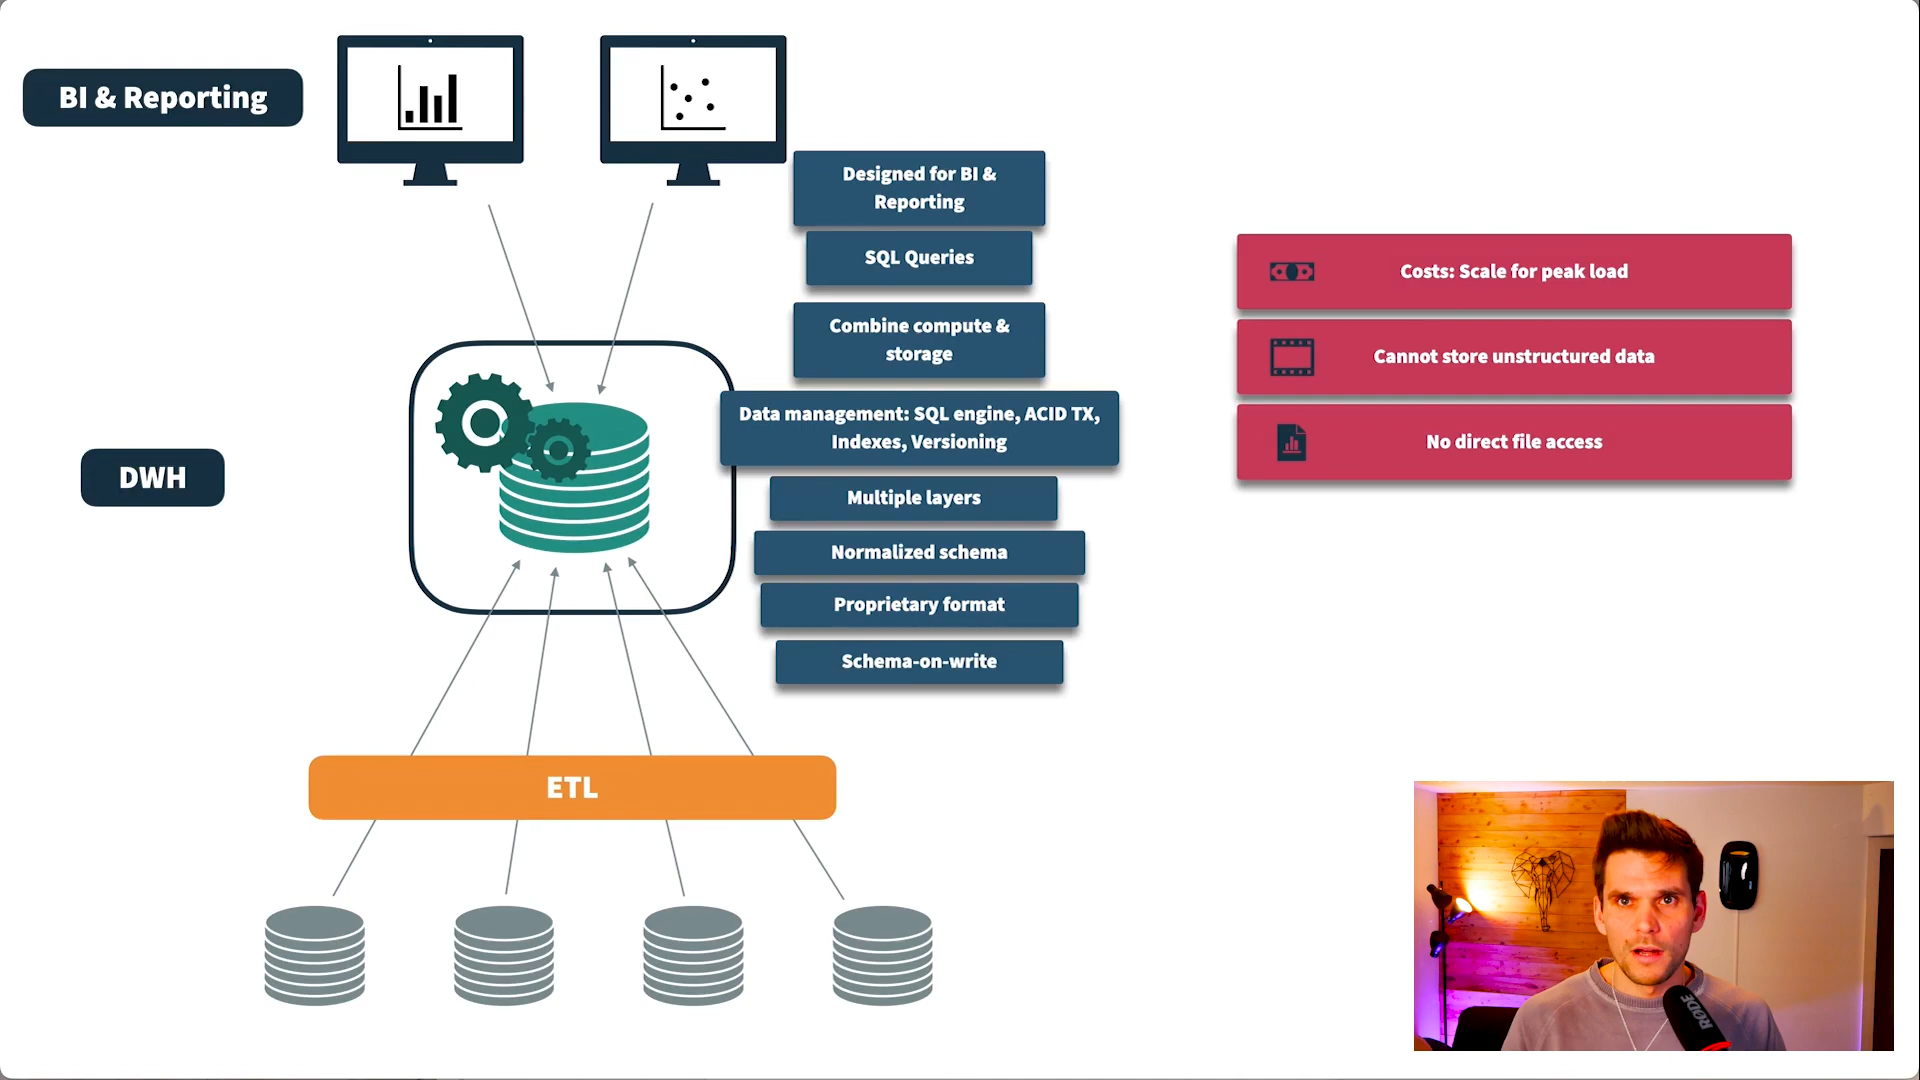 BI & Reporting
Designed for BI &
Reporting
SQL Queries
Combine compute &
storage
Data management: SQL engine, ACID TX,
Indexes, Versioning
Multiple layers
Normalized schema
Proprietary format
Schema-on-write
DWH
ETL
Costs: Scale for peak load
Cannot store unstructured data
No direct file access
RØDE